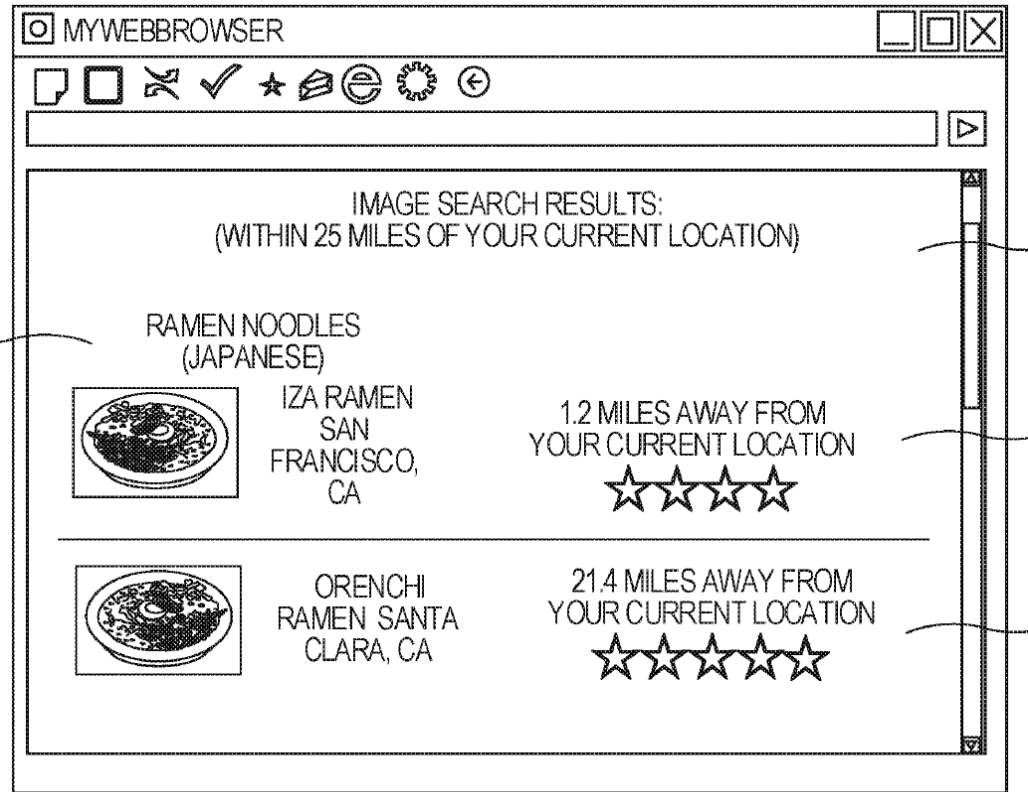 MYWEBBROWSER
IMAGE SEARCH RESULTS:
(WITHIN 25 MILES OF YOUR CURRENT LOCATION)
RAMEN NOODLES
(JAPANESE)
IZA RAMEN
SAN
FRANCISCO,
CA
1.2 MILES AWAY FROM
YOUR CURRENT LOCATION
ORENCHI
RAMEN SANTA
CLARA, CA
21.4 MILES AWAY FROM
YOUR CURRENT LOCATION